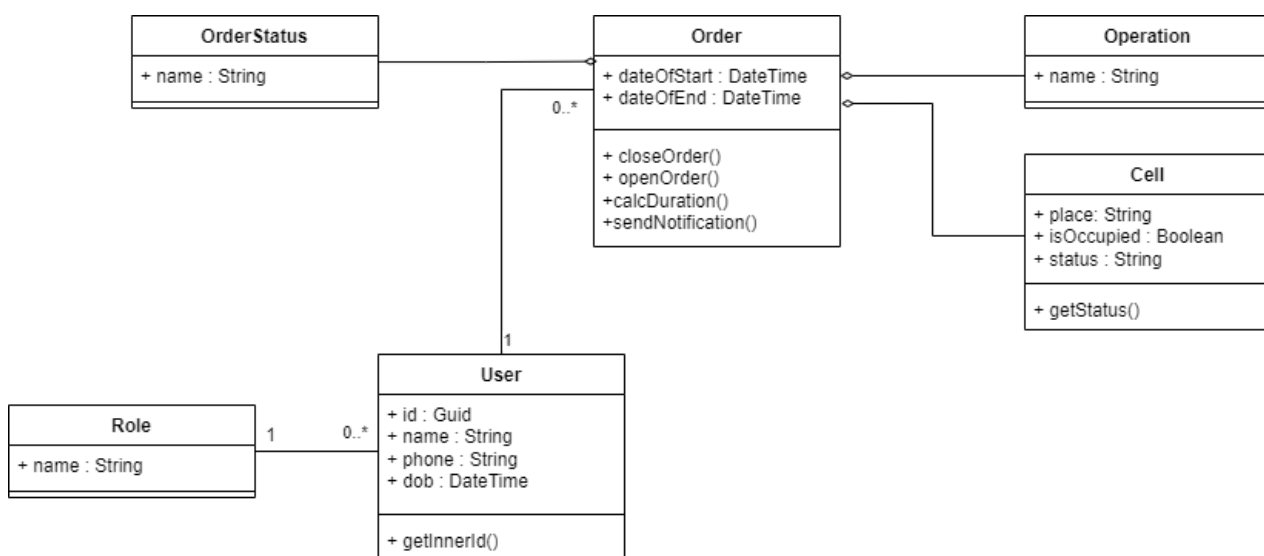 OrderStatus
+ name : String
Order
+ dateOfStart : DateTime
+ dateOfEnd : DateTime
+ closeOrder()
+ openOrder()
+calcDuration()
+sendNotification()
Operation
+ name : String
Cell
+ place: String
+ isOccupied : Boolean
+ status : String
+ getStatus()
0..*
1
User
+ id : Guid
+ name : String
+ phone : String
+ dob : DateTime
+ getInnerId()
Role
+ name : String
1
0..*